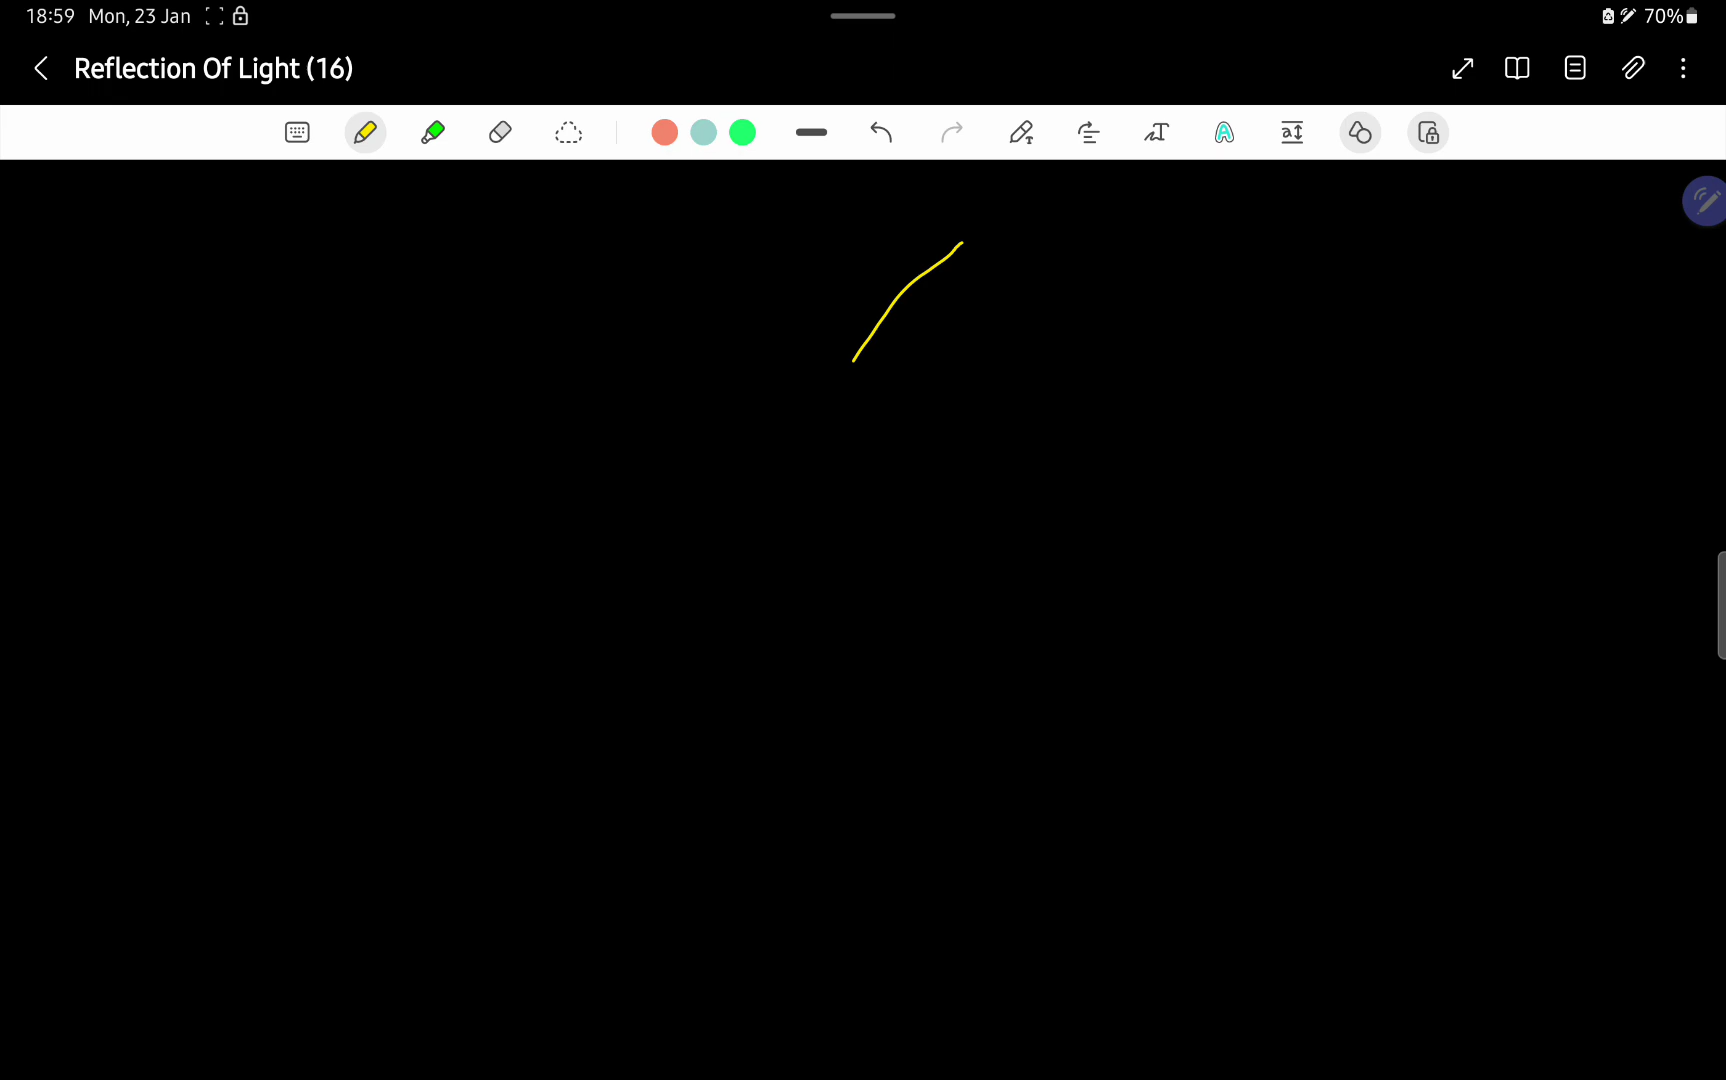 18:59 Mon, 23 Jan 70%
Reflection Of Light (16)